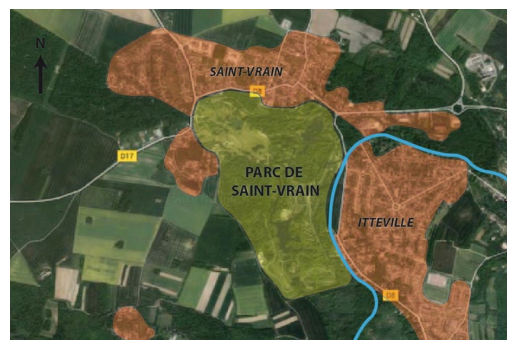 N
SAINT-VRAIN
D8
D17
PARC DE
SAINT-VRAIN
ITTEVILLE
D8